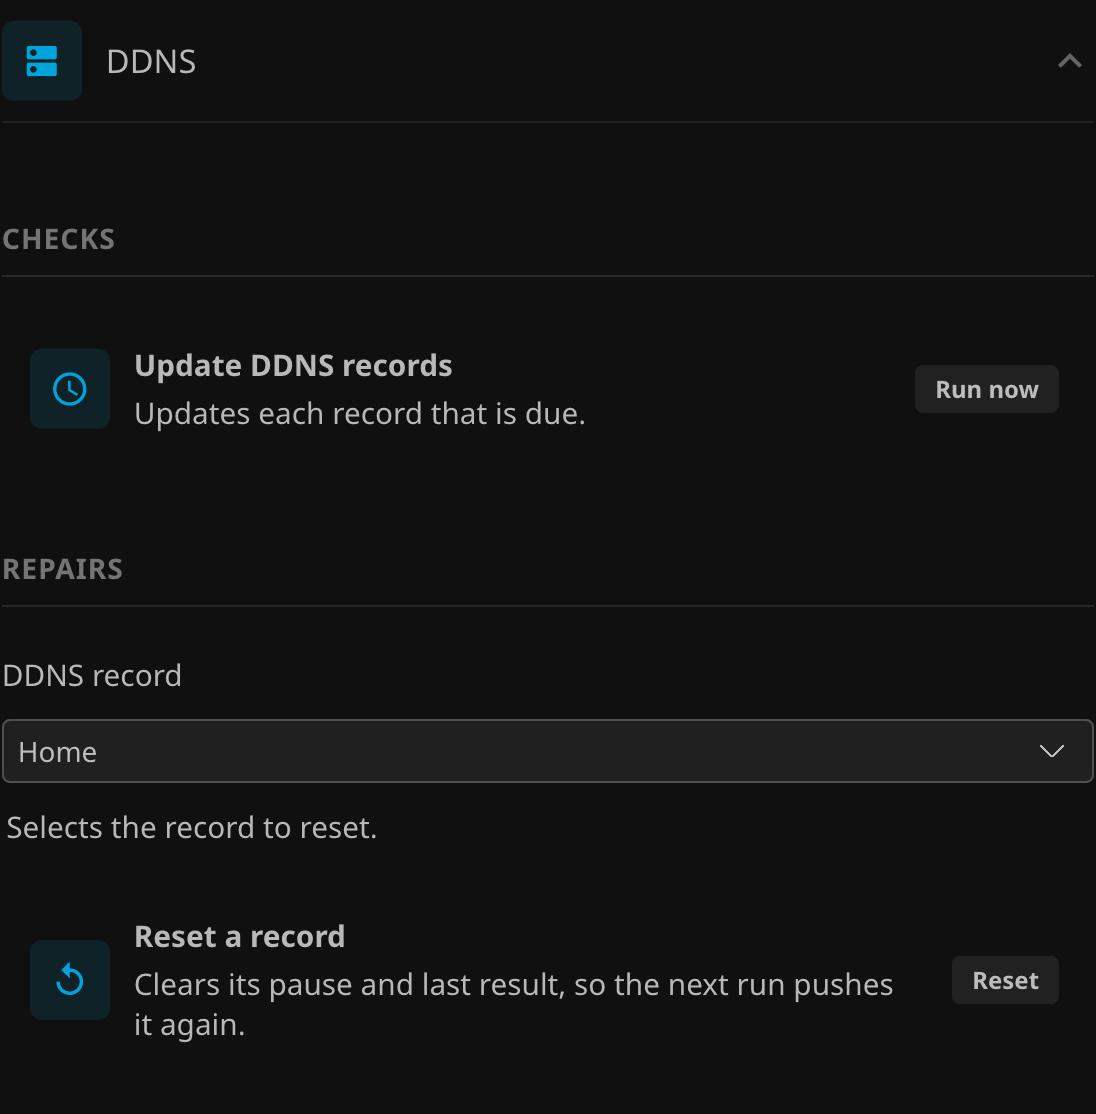 DDNS
CHECKS
Update DDNS records
Updates each record that is due.
Run now
REPAIRS
DDNS record
Home
Selects the record to reset.
Reset a record
Clears its pause and last result, so the next run pushes
it again.
Reset